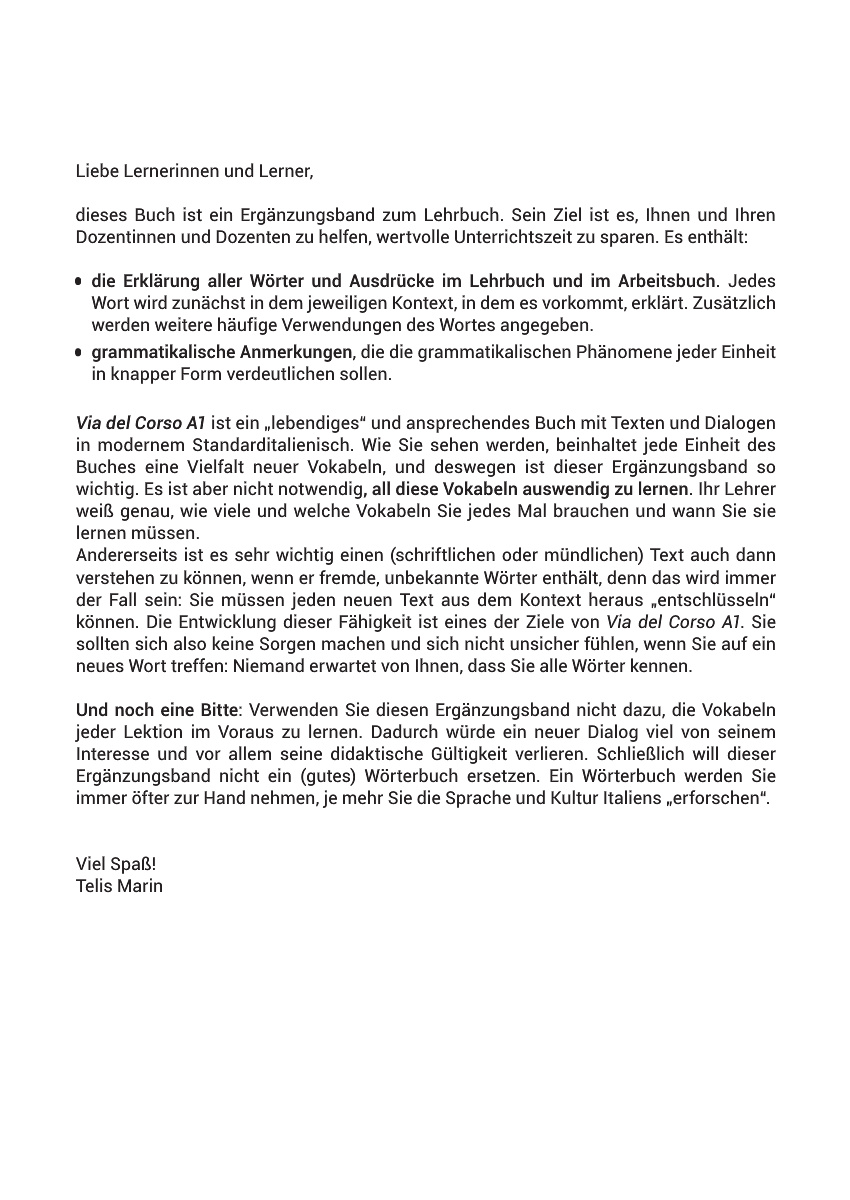 Liebe Lernerinnen und Lerner,
dieses Buch ist ein Ergänzungsband zum Lehrbuch. Sein Ziel ist es, Ihnen und Ihren
Dozentinnen und Dozenten zu helfen, wertvolle Unterrichtszeit zu sparen. Es enthält:
• die Erklärung aller Wörter und Ausdrücke im Lehrbuch und im Arbeitsbuch. Jedes
Wort wird zunächst in dem jeweiligen Kontext, in dem es vorkommt, erklärt. Zusätzlich
werden weitere häufige Verwendungen des Wortes angegeben.
• grammatikalische Anmerkungen, die die grammatikalischen Phänomene jeder Einheit
in knapper Form verdeutlichen sollen.
Via del Corso A1 ist ein „lebendiges“ und ansprechendes Buch mit Texten und Dialogen
in modernem Standarditalienisch. Wie Sie sehen werden, beinhaltet jede Einheit des
Buches eine Vielfalt neuer Vokabeln, und deswegen ist dieser Ergänzungsband so
wichtig. Es ist aber nicht notwendig, all diese Vokabeln auswendig zu lernen. Ihr Lehrer
weiß genau, wie viele und welche Vokabeln Sie jedes Mal brauchen und wann Sie sie
lernen müssen.
Andererseits ist es sehr wichtig einen (schriftlichen oder mündlichen) Text auch dann
verstehen zu können, wenn er fremde, unbekannte Wörter enthält, denn das wird immer
der Fall sein: Sie müssen jeden neuen Text aus dem Kontext heraus „entschlüsseln“
können. Die Entwicklung dieser Fähigkeit ist eines der Ziele von Via del Corso A1. Sie
sollten sich also keine Sorgen machen und sich nicht unsicher fühlen, wenn Sie auf ein
neues Wort treffen: Niemand erwartet von Ihnen, dass Sie alle Wörter kennen.
Und noch eine Bitte: Verwenden Sie diesen Ergänzungsband nicht dazu, die Vokabeln
jeder Lektion im Voraus zu lernen. Dadurch würde ein neuer Dialog viel von seinem
Interesse und vor allem seine didaktische Gültigkeit verlieren. Schließlich will dieser
Ergänzungsband nicht ein (gutes) Wörterbuch ersetzen. Ein Wörterbuch werden Sie
immer öfter zur Hand nehmen, je mehr Sie die Sprache und Kultur Italiens „erforschen“.
Viel Spaß!
Telis Marin